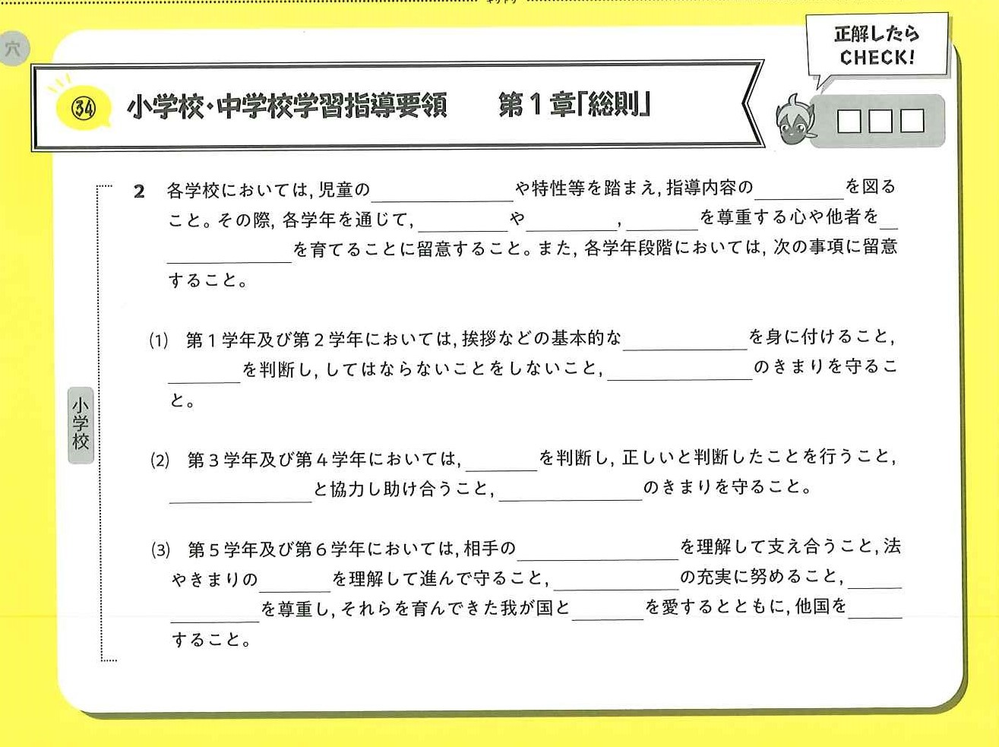 キリトリ
穴
正解したら
CHECK!
㉞ 小学校・中学校学習指導要領 第1章「総則」
2 各学校においては,児童の＿＿＿＿や特性等を踏まえ,指導内容の＿＿＿＿を図る
こと。その際,各学年を通じて,＿＿＿＿や＿＿＿＿,＿＿＿＿を尊重する心や他者を＿
＿＿＿＿を育てることに留意すること。また,各学年段階においては,次の事項に留意
すること。
(1) 第1学年及び第2学年においては,挨拶などの基本的な＿＿＿＿を身に付けること,
＿＿＿＿を判断し,してはならないことをしないこと,＿＿＿＿のきまりを守るこ
と。
小学校
(2) 第3学年及び第4学年においては,＿＿＿＿を判断し,正しいと判断したことを行うこと,
＿＿＿＿と協力し助け合うこと,＿＿＿＿のきまりを守ること。
(3) 第5学年及び第6学年においては,相手の＿＿＿＿を理解して支え合うこと,法
やきまりの＿＿＿＿を理解して進んで守ること,＿＿＿＿の充実に努めること,＿＿
＿＿＿＿を尊重し,それらを育んできた我が国と＿＿＿＿を愛するとともに,他国を＿＿＿
すること。